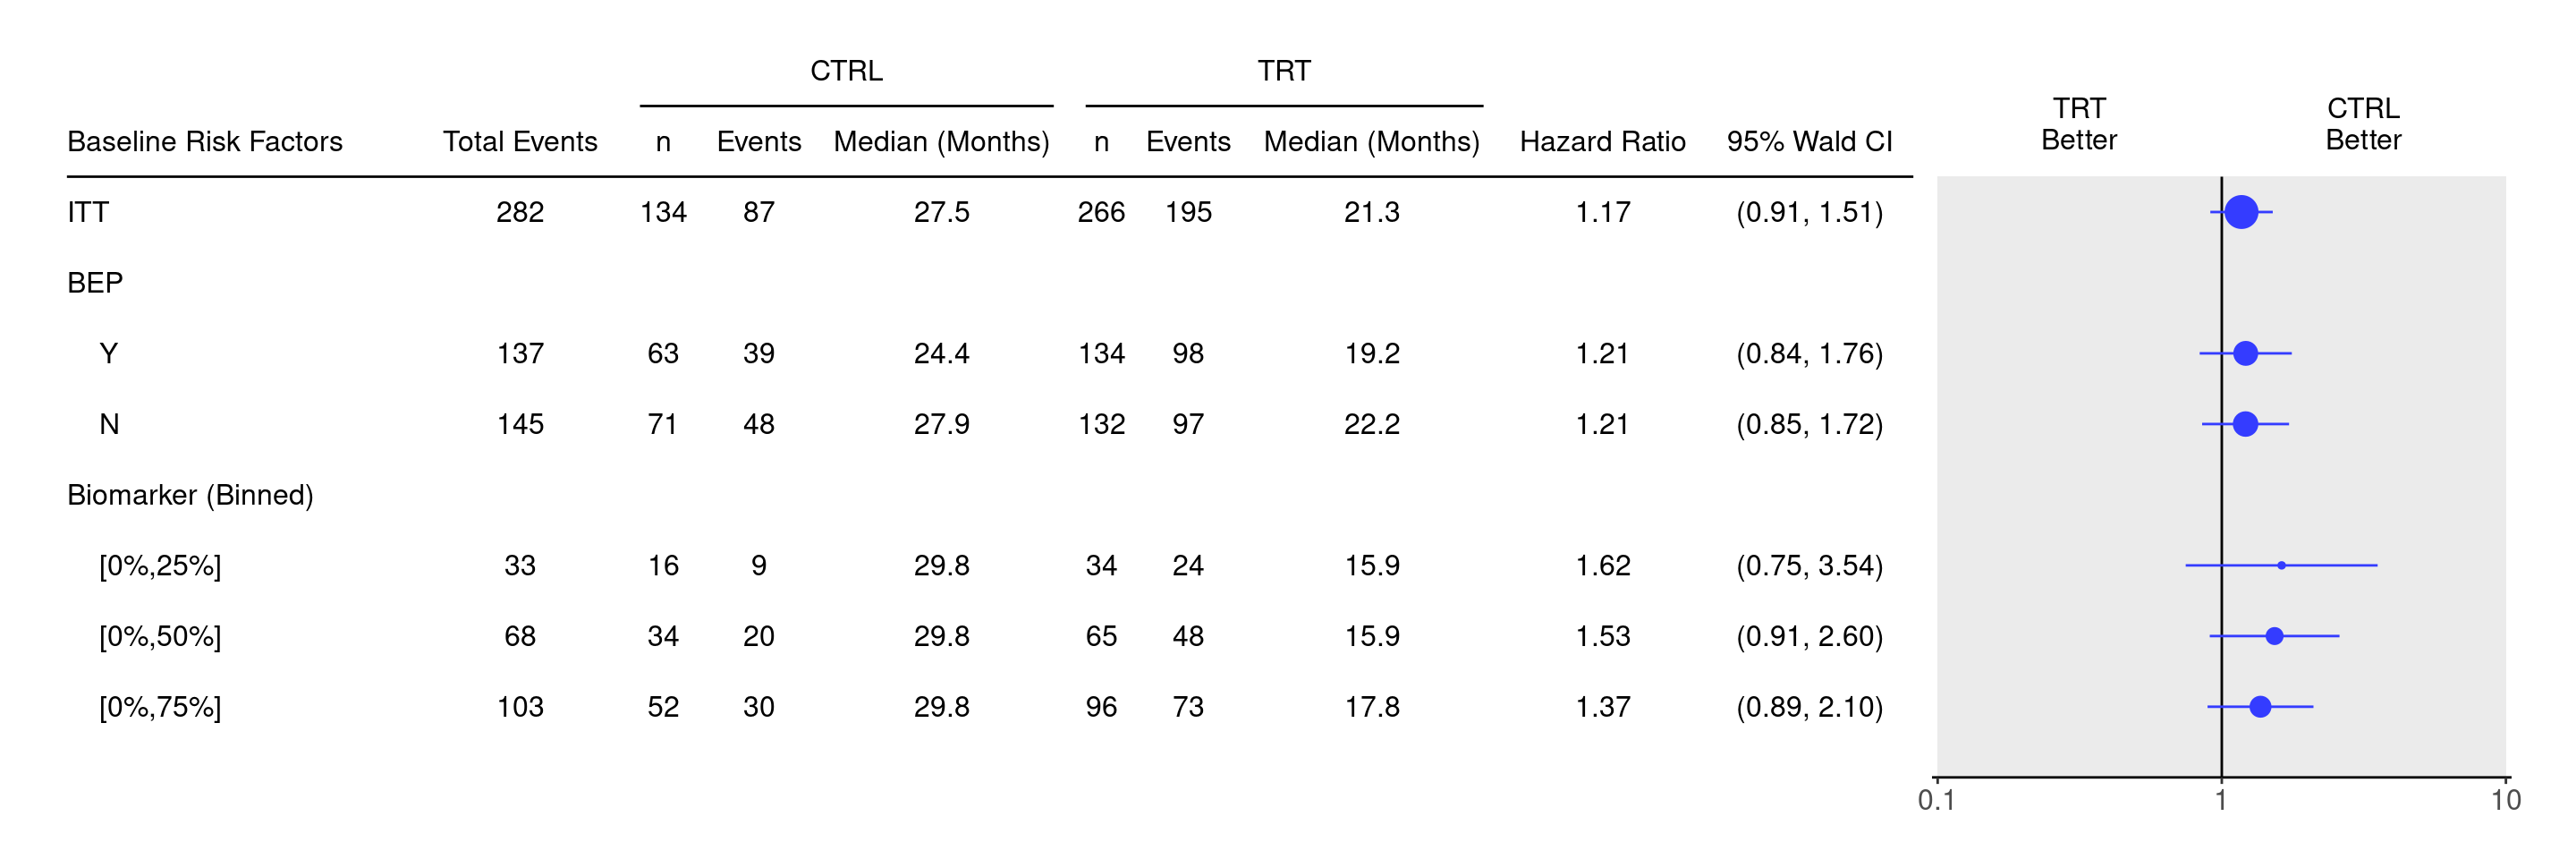 CTRL TRT
TRT CTRL
Baseline Risk Factors Total Events n Events Median (Months) n Events Median (Months) Hazard Ratio 95% Wald CI Better Better
ITT 282 134 87 27.5 266 195 21.3 1.17 (0.91, 1.51)
BEP
Y 137 63 39 24.4 134 98 19.2 1.21 (0.84, 1.76)
N 145 71 48 27.9 132 97 22.2 1.21 (0.85, 1.72)
Biomarker (Binned)
[0%,25%] 33 16 9 29.8 34 24 15.9 1.62 (0.75, 3.54)
[0%,50%] 68 34 20 29.8 65 48 15.9 1.53 (0.91, 2.60)
[0%,75%] 103 52 30 29.8 96 73 17.8 1.37 (0.89, 2.10)
0.1 1 10